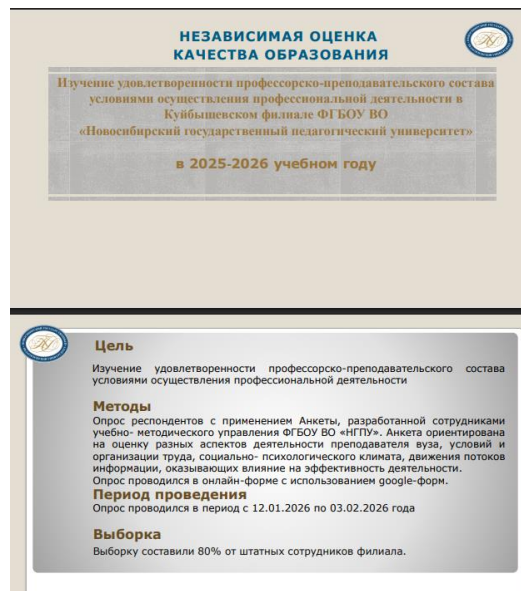 НЕЗАВИСИМАЯ ОЦЕНКА
КАЧЕСТВА ОБРАЗОВАНИЯ
Изучение удовлетворенности профессорско-преподавательского состава
условиями осуществления профессиональной деятельности в
Куйбышевском филиале ФГБОУ ВО
«Новосибирский государственный педагогический университет»
в 2025-2026 учебном году
Цель
Изучение удовлетворенности профессорско-преподавательского состава
условиями осуществления профессиональной деятельности
Методы
Опрос респондентов с применением Анкеты, разработанной сотрудниками
учебно- методического управления ФГБОУ ВО «НГПУ». Анкета ориентирована
на оценку разных аспектов деятельности преподавателя вуза, условий и
организации труда, социально- психологического климата, движения потоков
информации, оказывающих влияние на эффективность деятельности.
Опрос проводился в онлайн-форме с использованием google-форм.
Период проведения
Опрос проводился в период с 12.01.2026 по 03.02.2026 года
Выборка
Выборку составили 80% от штатных сотрудников филиала.